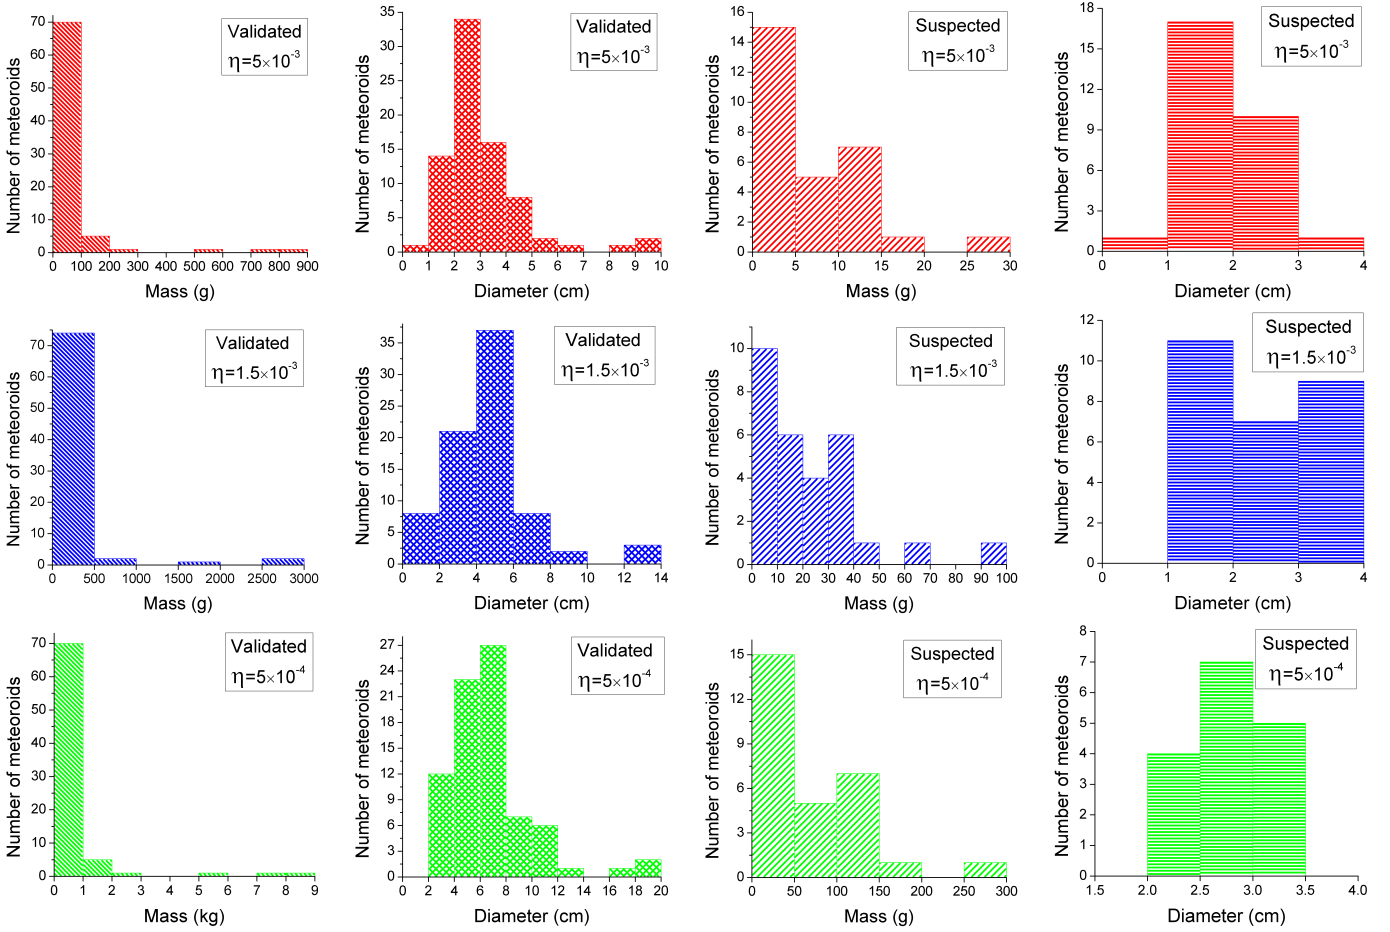 Number of meteoroids
70
60
50
40
30
20
10
0
0 100 200 300 400 500 600 700 800 900
Mass (g)
Validated
η=5×10⁻³
Number of meteoroids
35
30
25
20
15
10
5
0
0 1 2 3 4 5 6 7 8 9 10
Diameter (cm)
Validated
η=5×10⁻³
Number of meteoroids
16
14
12
10
8
6
4
2
0
0 5 10 15 20 25 30
Mass (g)
Suspected
η=5×10⁻³
Number of meteoroids
18
15
12
9
6
3
0
0 1 2 3 4
Diameter (cm)
Suspected
η=5×10⁻³
Number of meteoroids
70
60
50
40
30
20
10
0
0 500 1000 1500 2000 2500 3000
Mass (g)
Validated
η=1.5×10⁻³
Number of meteoroids
35
30
25
20
15
10
5
0
0 2 4 6 8 10 12 14
Diameter (cm)
Validated
η=1.5×10⁻³
Number of meteoroids
10
8
6
4
2
0
0 10 20 30 40 50 60 70 80 90 100
Mass (g)
Suspected
η=1.5×10⁻³
Number of meteoroids
12
10
8
6
4
2
0
0 1 2 3 4
Diameter (cm)
Suspected
η=1.5×10⁻³
Number of meteoroids
70
60
50
40
30
20
10
0
0 1 2 3 4 5 6 7 8 9
Mass (kg)
Validated
η=5×10⁻⁴
Number of meteoroids
27
24
21
18
15
12
9
6
3
0
0 2 4 6 8 10 12 14 16 18 20
Diameter (cm)
Validated
η=5×10⁻⁴
Number of meteoroids
15
12
9
6
3
0
0 50 100 150 200 250 300
Mass (g)
Suspected
η=5×10⁻⁴
Number of meteoroids
8
7
6
5
4
3
2
1
0
1.5 2.0 2.5 3.0 3.5 4.0
Diameter (cm)
Suspected
η=5×10⁻⁴